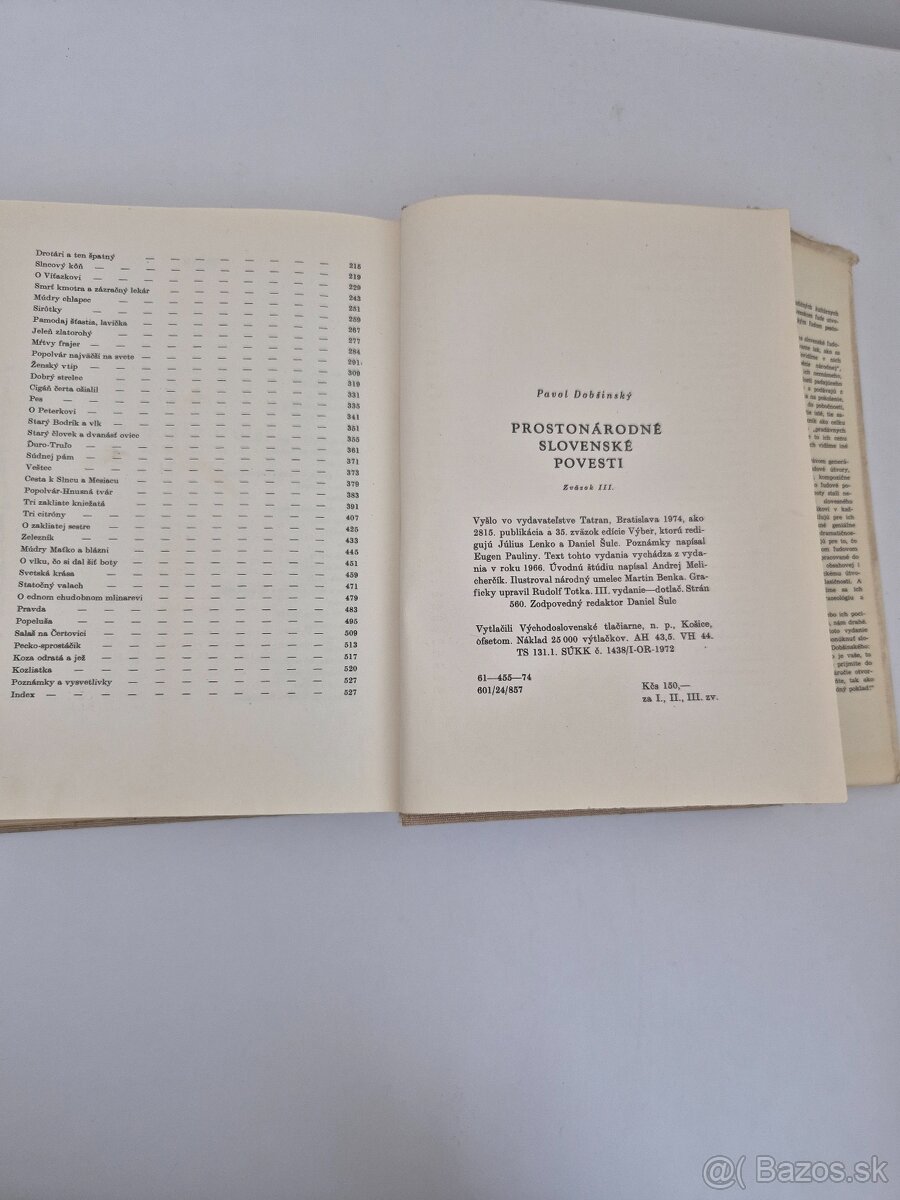 Drotári a ten špatný — — — — — — — 218
Slncový kôň — — — — — — — — 219
O Víťazkovi — — — — — — — — 229
Smrť kmotra a zázračný lekár — — — — — 243
Múdry chlapec — — — — — — — — 251
Sirôtky — — — — — — — — — 259
Pamodaj šťastia, lavička — — — — — — 267
Jeleň zlatorohý — — — — — — — — 277
Mŕtvy frajer — — — — — — — — 284
Popolvár najväčší na svete — — — — — — 291
Ženský vtip — — — — — — — — 309
Dobrý strelec — — — — — — — — 319
Cigáň čerta ošialil — — — — — — — 331
Pes — — — — — — — — — — 335
O Peterkovi — — — — — — — — 341
Starý Bodrík a vlk — — — — — — — 351
Starý človek a dvanásť oviec — — — — — 355
Ďuro-Truľo — — — — — — — — 361
Súdnej pám — — — — — — — — 371
Veštec — — — — — — — — — 373
Cesta k Slncu a Mesiacu — — — — — — 379
Popolvár-Hnusná tvár — — — — — — — 383
Tri zakliate kniežatá — — — — — — — 391
Tri citróny — — — — — — — — 407
O zakliatej sestre — — — — — — — 425
Železník — — — — — — — — — 433
Múdry Maťko a blázni — — — — — — — 445
O vlku, čo si dal šiť boty — — — — — — 451
Svetská krása — — — — — — — — 459
Statočný valach — — — — — — — — 471
O ednom chudobnom mlinarevi — — — — — 479
Pravda — — — — — — — — — 483
Popeluša — — — — — — — — — 495
Salaš na Čertovici — — — — — — — 509
Pecko-sprostáčik — — — — — — — — 513
Koza odratá a jež — — — — — — — 517
Kozliatka — — — — — — — — — 520
Poznámky a vysvetlivky — — — — — — 527
Index — — — — — — — — — — 527
Pavol Dobšinský
PROSTONÁRODNÉ
SLOVENSKÉ
POVESTI
Zväzok III.
Vyšlo vo vydavateľstve Tatran, Bratislava 1974, ako
2815. publikácia a 35. zväzok edície Výber, ktorú redi-
gujú Július Lenko a Daniel Šule. Poznámky napísal
Eugen Pauliny. Text tohto vydania vychádza z vyda-
nia v roku 1966. Úvodnú štúdiu napísal Andrej Meli-
cherčík. Ilustroval národný umelec Martin Benka. Gra-
ficky upravil Rudolf Totka. III. vydanie—dotlač. Strán
560. Zodpovedný redaktor Daniel Šule
Vytlačili Východoslovenské tlačiarne, n. p., Košice,
ofsetom. Náklad 25 000 výtlačkov. AH 43,5. VH 44.
TS 131.1. SÚKK č. 1438/I-OR-1972
61—455—74
601/24/857
Kčs 150,—
za I., II., III. zv.
@( Bazos.sk